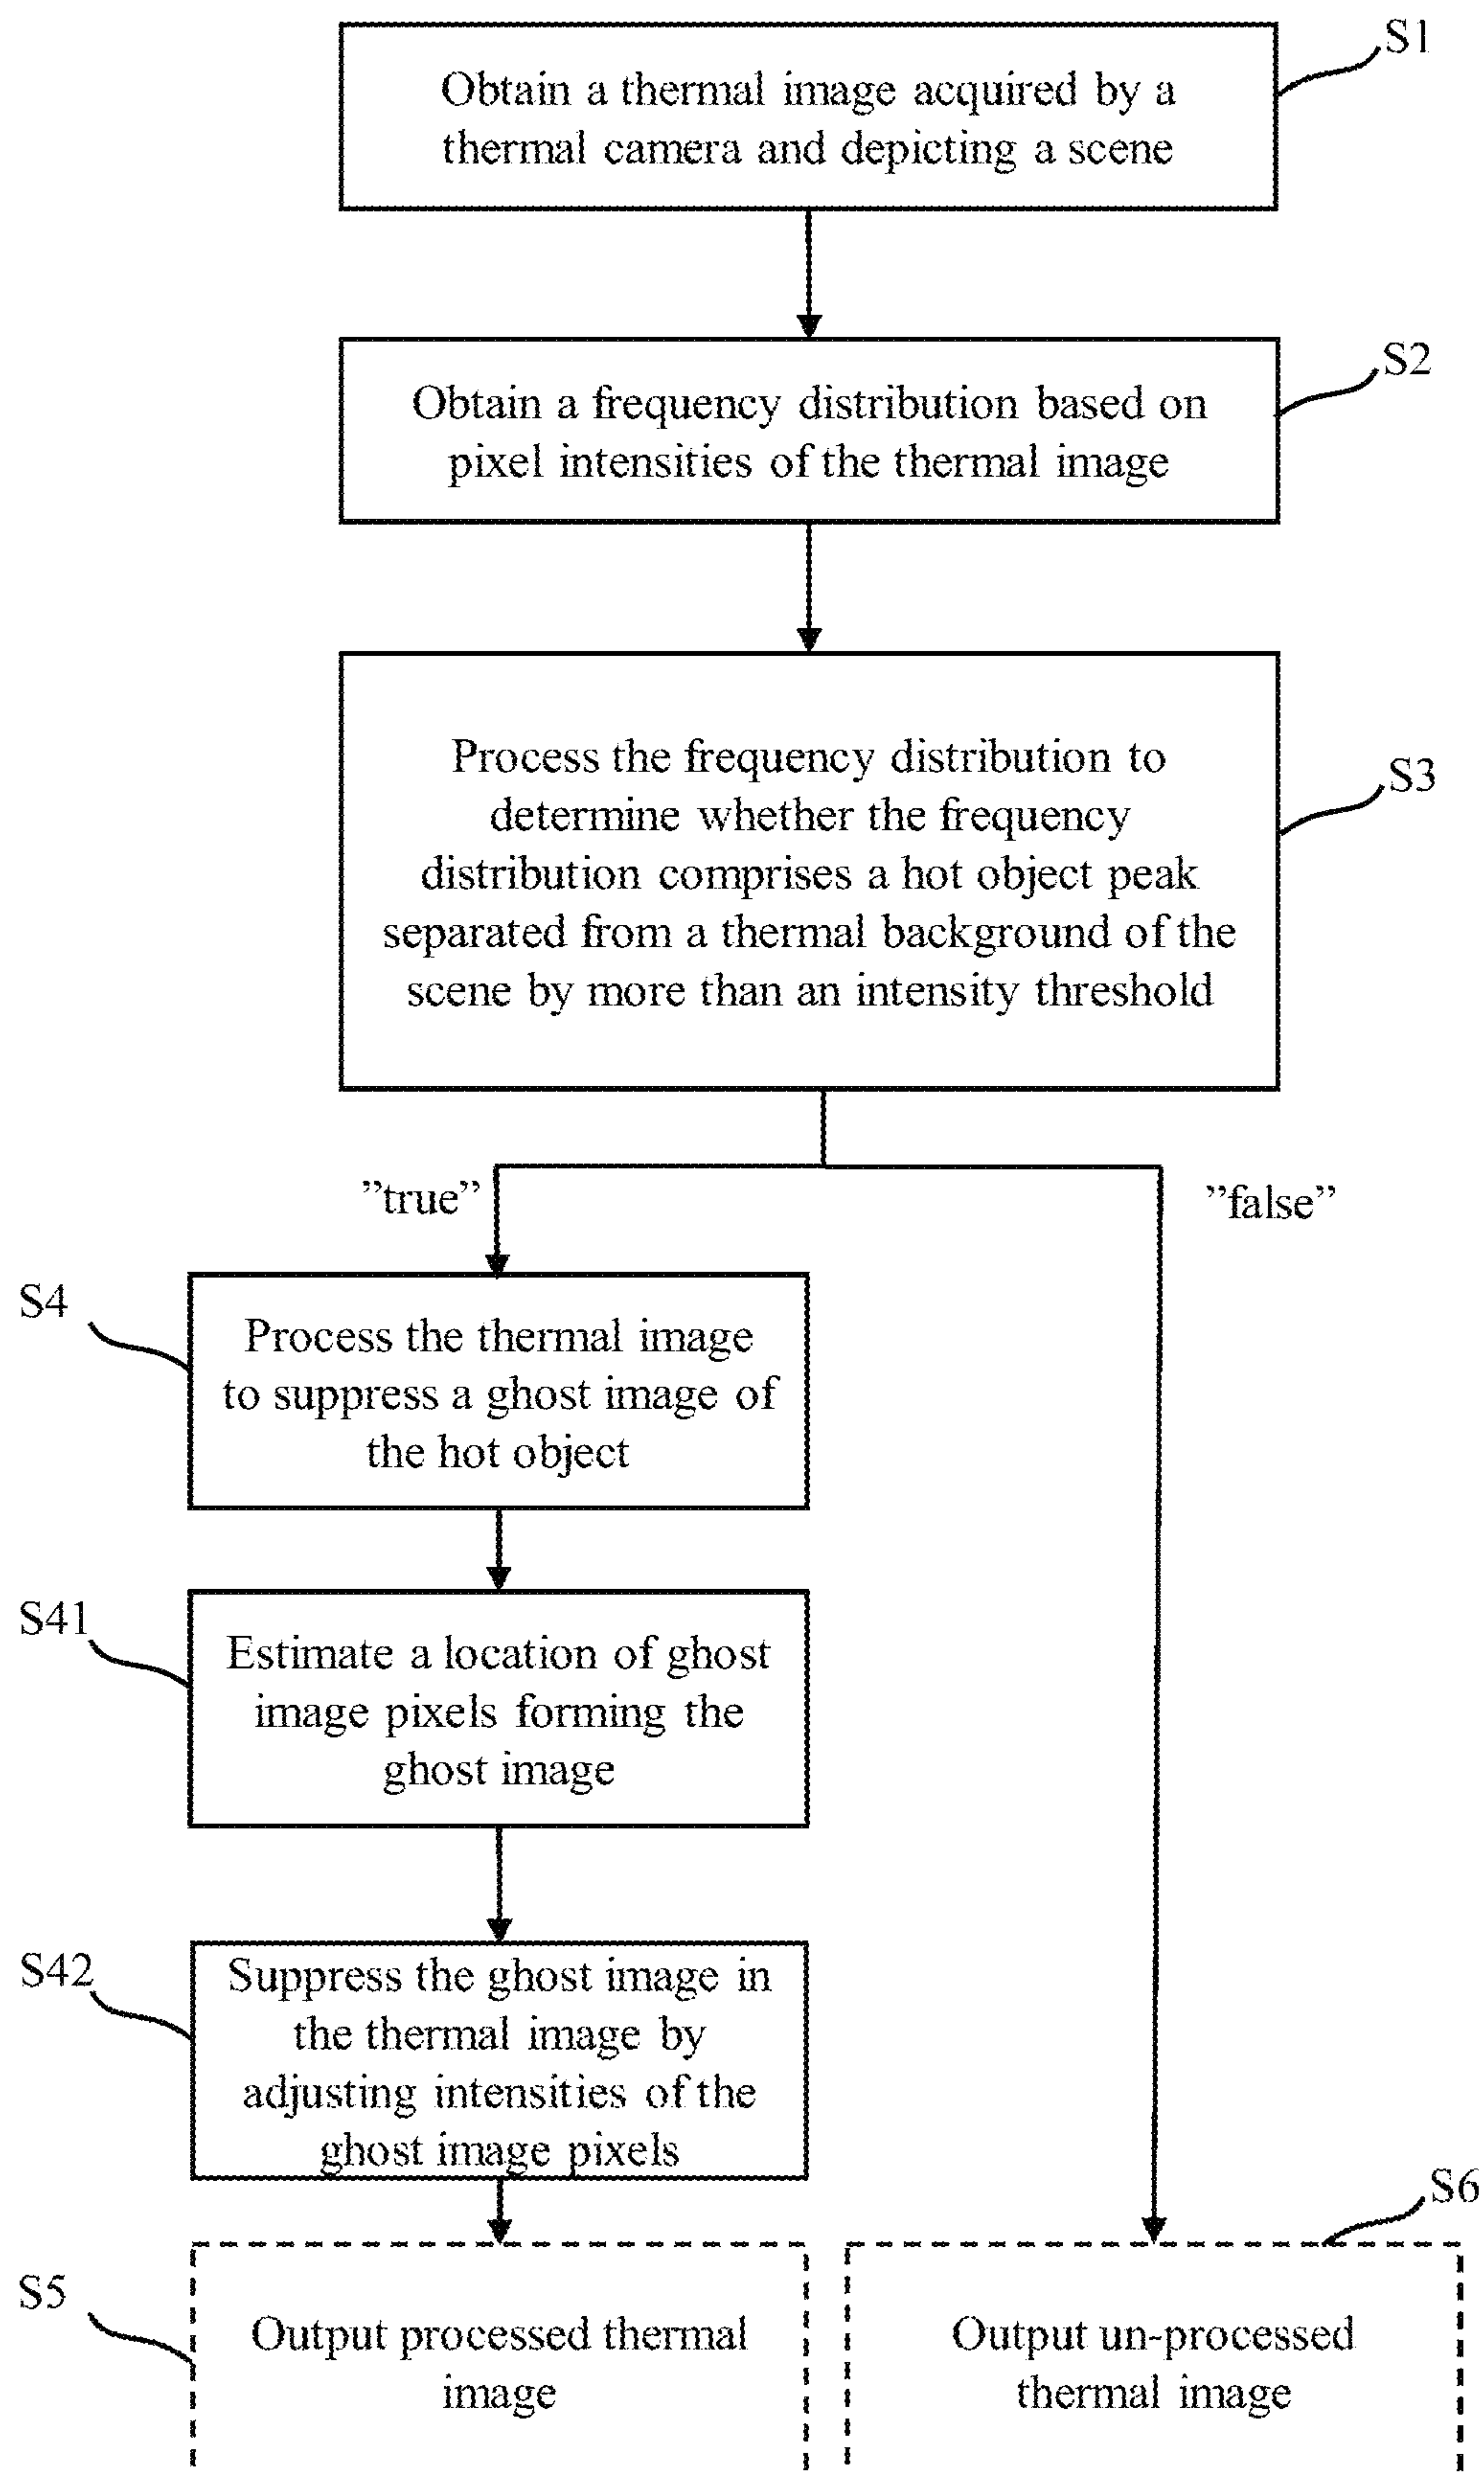 S1
Obtain a thermal image acquired by a
thermal camera and depicting a scene
S2
Obtain a frequency distribution based on
pixel intensities of the thermal image
S3
Process the frequency distribution to
determine whether the frequency
distribution comprises a hot object peak
separated from a thermal background of the
scene by more than an intensity threshold
”true”
”false”
S4
Process the thermal image
to suppress a ghost image of
the hot object
S41
Estimate a location of ghost
image pixels forming the
ghost image
S42
Suppress the ghost image in
the thermal image by
adjusting intensities of the
ghost image pixels
S5
Output processed thermal
image
S6
Output un-processed
thermal image